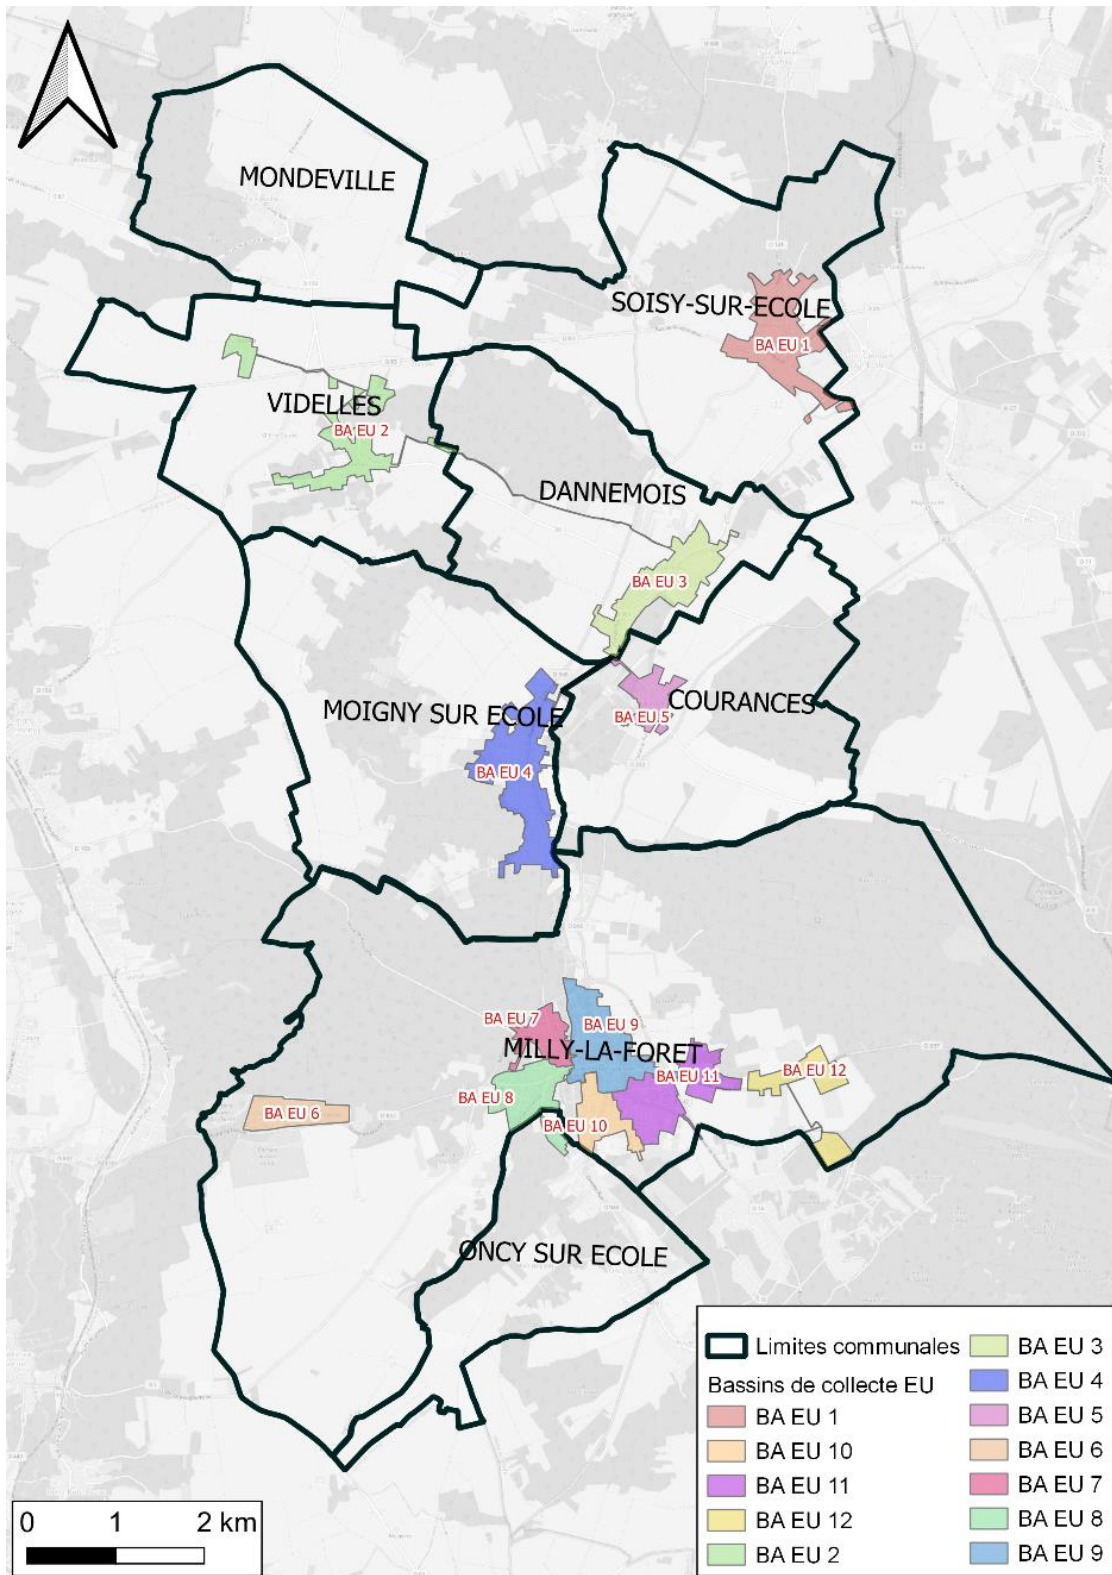 MONDEVILLE
SOISY-SUR-ECOLE
BA EU 1
VIDELLES
BA EU 2
DANNEMOIS
BA EU 3
MOIGNY SUR ECOLE
COURANCES
BA EU 5
BA EU 4
BA EU 7
BA EU 9
MILLY-LA-FORET
BA EU 11
BA EU 12
BA EU 8
BA EU 6
BA EU 10
ONCY SUR ECOLE
Limites communales
Bassins de collecte EU
BA EU 1
BA EU 10
BA EU 11
BA EU 12
BA EU 2
BA EU 3
BA EU 4
BA EU 5
BA EU 6
BA EU 7
BA EU 8
BA EU 9
0 1 2 km